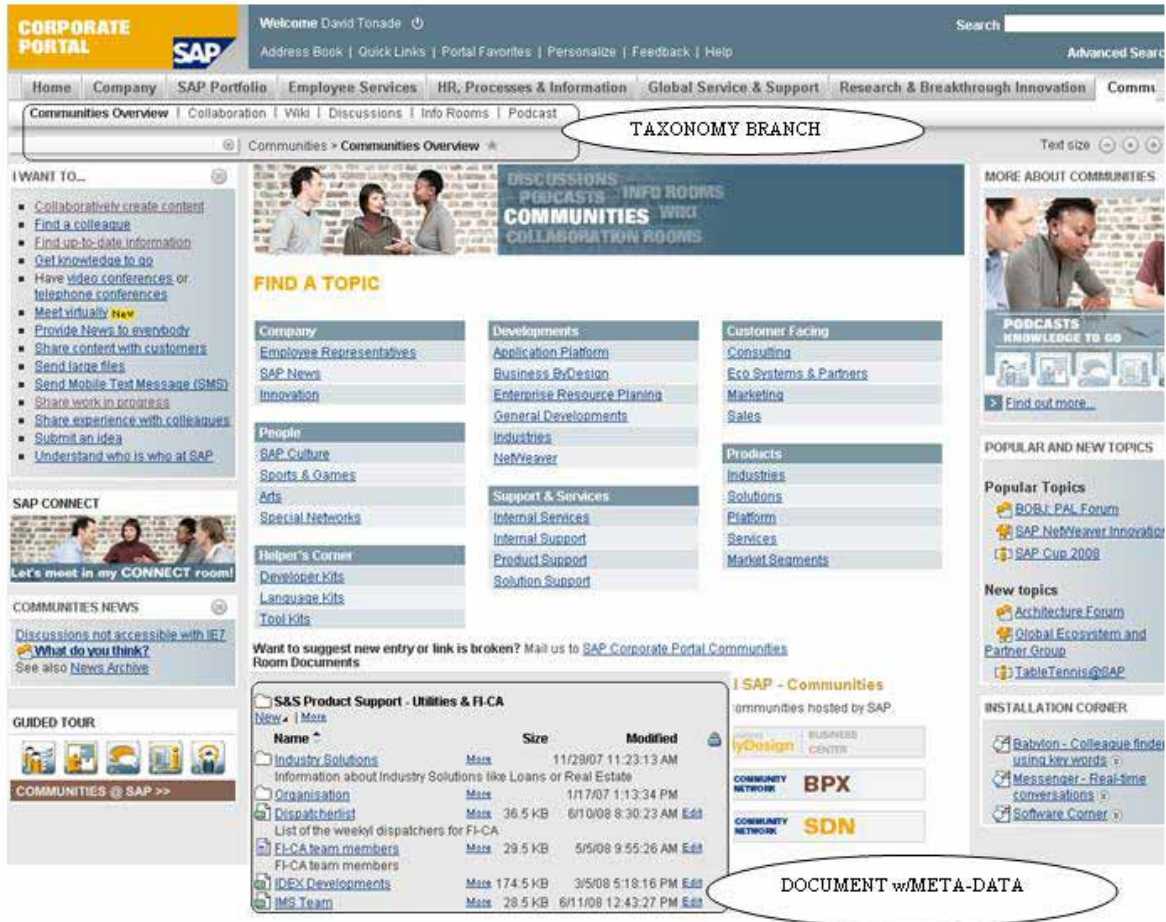 CORPORATE
PORTAL
SAP
Welcome David Tonade
Search
Address Book | Quick Links | Portal Favorites | Personalize | Feedback | Help
Advanced Searc
Home Company SAP Portfolio Employee Services HR, Processes & Information Global Service & Support Research & Breakthrough Innovation Commu
Communities Overview | Collaboration | Wiki | Discussions | Info Rooms | Podcast
TAXONOMY BRANCH
Communities > Communities Overview
Text size
I WANT TO...
Collaboratively create content
Find a colleague
Find up-to-date information
Get knowledge to go
Have video conferences or
telephone conferences
Meet virtually New
Provide News to everybody
Share content with customers
Send large files
Send Mobile Text Message (SMS)
Share work in progress
Share experience with colleagues
Submit an idea
Understand who is who at SAP
SAP CONNECT
Let's meet in my CONNECT room!
COMMUNITIES NEWS
Discussions not accessible with IE7
What do you think?
See also News Archive
GUIDED TOUR
COMMUNITIES @ SAP >>
DISCUSSIONS
PODCASTS INFO ROOMS
COMMUNITIES WIKI
COLLABORATION ROOMS
FIND A TOPIC
Company
Employee Representatives
SAP News
Innovation
People
SAP Culture
Sports & Games
Arts
Special Networks
Helper's Corner
Developer Kits
Language Kits
Tool Kits
Developments
Application Platform
Business ByDesign
Enterprise Resource Planing
General Developments
Industries
NetWeaver
Support & Services
Internal Services
Internal Support
Product Support
Solution Support
Customer Facing
Consulting
Eco Systems & Partners
Marketing
Sales
Products
Industries
Solutions
Platform
Services
Market Segments
Want to suggest new entry or link is broken? Mail us to SAP Corporate Portal Communities
Room Documents
S&S Product Support - Utilities & FI-CA
New | More
Name Size Modified
Industry Solutions More 11/29/07 11:23:13 AM
Information about Industry Solutions like Loans or Real Estate
Organisation More 1/17/07 1:13:34 PM
Dispatcherlist More 36.5 KB 6/10/08 8:30:23 AM Edit
List of the weekyl dispatchers for FI-CA
FI-CA team members More 29.5 KB 5/5/08 9:55:26 AM Edit
FI-CA team members
IDEX Developments More 174.5 KB 3/5/08 5:18:16 PM Edit
IMS Team More 28.5 KB 6/11/08 12:43:27 PM Edit
SAP - Communities
ommunities hosted by SAP.
yDesign BUSINESS CENTER
COMMUNITY NETWORK BPX
COMMUNITY NETWORK SDN
DOCUMENT w/META-DATA
MORE ABOUT COMMUNITIES
PODCASTS
KNOWLEDGE TO GO
Find out more...
POPULAR AND NEW TOPICS
Popular Topics
BOBJ: PAL Forum
SAP NetWeaver Innovation
SAP Cup 2008
New topics
Architecture Forum
Global Ecosystem and
Partner Group
TableTennis@SAP
INSTALLATION CORNER
Babylon - Colleague finder
using key words
Messenger - Real-time
conversations
Software Corner